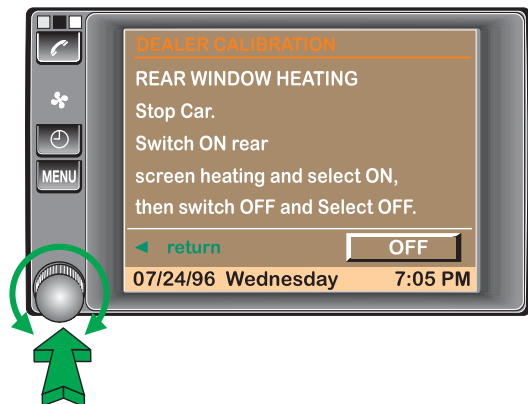 DEALER CALIBRATION
REAR WINDOW HEATING
Stop Car.
Switch ON rear
screen heating and select ON,
then switch OFF and Select OFF.
◄ return
OFF
07/24/96 Wednesday 7:05 PM
MENU